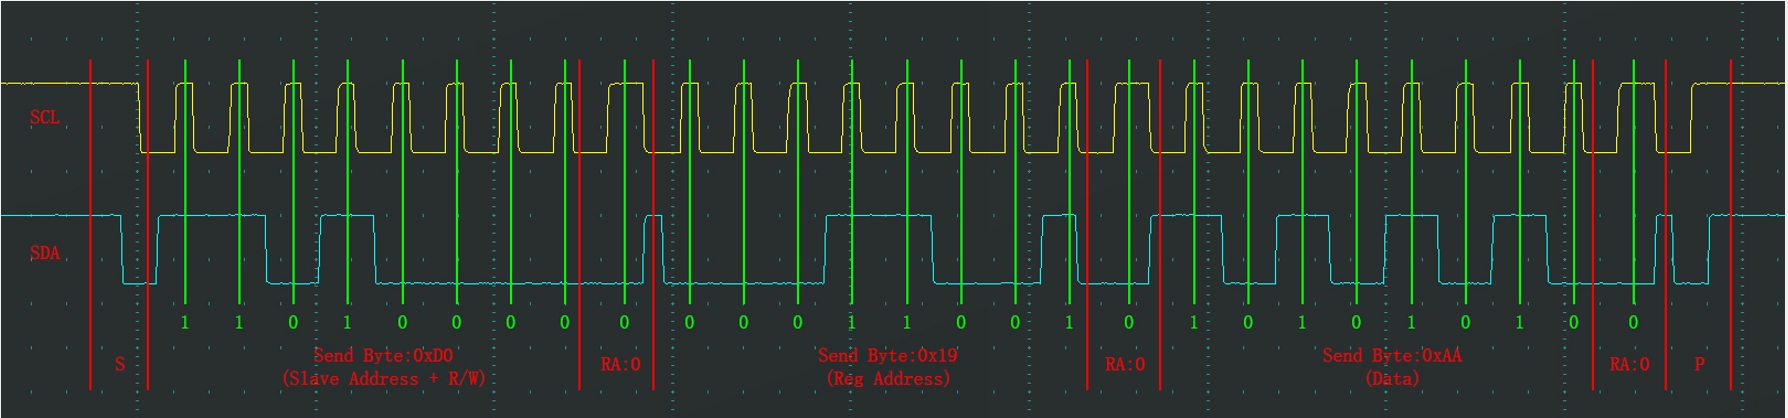 SCL
SDA
1 1 0 1 0 0 0 0 0 0 0 0 1 1 0 0 1 0 1 0 1 0 1 0 1 0 0
S Send Byte:0xD0 RA:0 Send Byte:0x19 RA:0 Send Byte:0xAA RA:0 P
(Slave Address + R/W) (Reg Address) (Data)